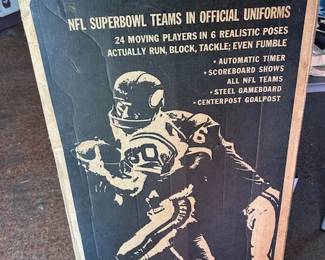 NFL SUPERBOWL TEAMS IN OFFICIAL UNIFORMS
24 MOVING PLAYERS IN 6 REALISTIC POSES
ACTUALLY RUN, BLOCK, TACKLE; EVEN FUMBLE
• AUTOMATIC TIMER
• SCOREBOARD SHOWS
ALL NFL TEAMS
• STEEL GAMEBOARD
• CENTERPOST GOALPOST